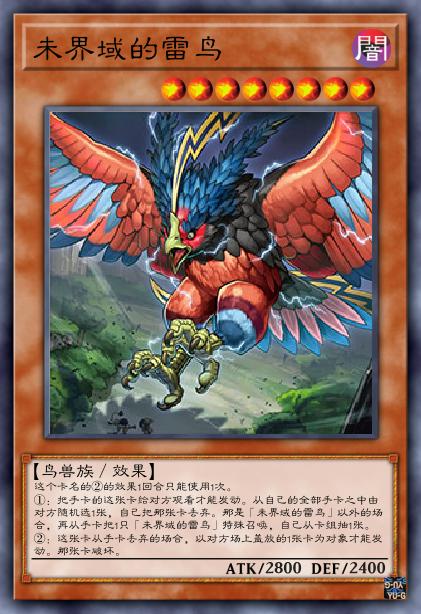 未界域的雷鸟
闇
【鸟兽族／效果】
这个卡名的②的效果1回合只能使用1次。
①：把手卡的这张卡给对方观看才能发动。从自己的全部手卡之中由
对方随机选1张，自己把那张卡丢弃。那是「未界域的雷鸟」以外的场
合，再从手卡把1只「未界域的雷鸟」特殊召唤，自己从卡组抽1张。
②：这张卡从手卡丢弃的场合，以对方场上盖放的1张卡为对象才能发
动。那张卡破坏。
ATK/2800 DEF/2400